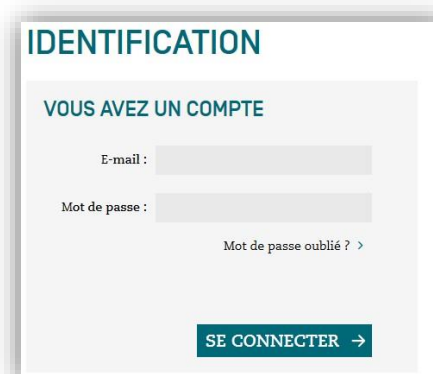 IDENTIFICATION
VOUS AVEZ UN COMPTE
E-mail :
Mot de passe :
Mot de passe oublié ? >
SE CONNECTER →